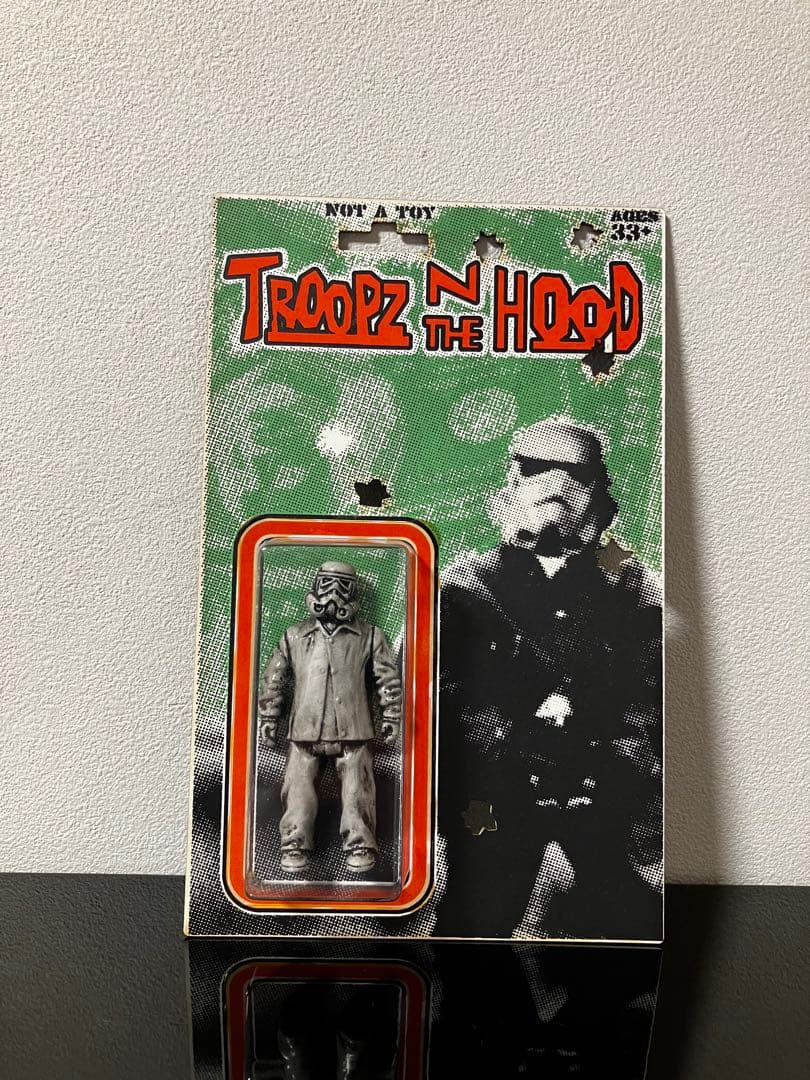 NOT A TOY
AGES
33+
TROOPZ N THE HOOD